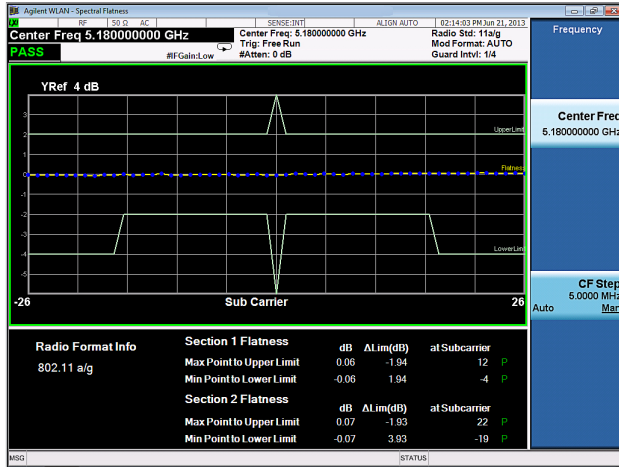 Agilent WLAN - Spectral Flatness
RF 50 Ω AC SENSE:INT ALIGN AUTO 02:14:03 PM Jun 21, 2013
Center Freq 5.180000000 GHz
Center Freq: 5.180000000 GHz
Radio Std: 11a/g
Trig: Free Run
Mod Format: AUTO
PASS
#IFGain:Low
#Atten: 0 dB
Guard Intvl: 1/4
Frequency
YRef 4 dB
3
2
UpperLimit
1
Flatness
0
-1
-2
-3
-4
LowerLimit
-5
-26 Sub Carrier 26
Center Freq
5.180000000 GHz
CF Step
5.0000 MHz
Auto Man
Radio Format Info
802.11 a/g
Section 1 Flatness
dB ΔLim(dB) at Subcarrier
Max Point to Upper Limit 0.06 -1.94 12 P
Min Point to Lower Limit -0.06 1.94 -4 P
Section 2 Flatness
dB ΔLim(dB) at Subcarrier
Max Point to Upper Limit 0.07 -1.93 22 P
Min Point to Lower Limit -0.07 3.93 -19 P
MSG STATUS